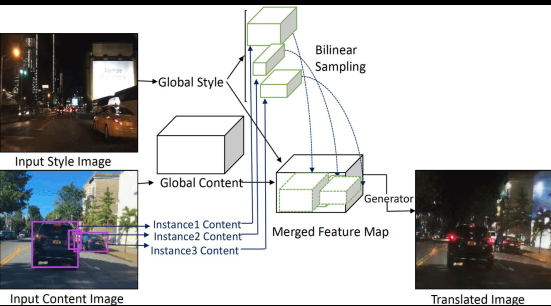 Bilinear
Sampling
Global Style
Input Style Image
Global Content
Generator
Instance1 Content
Instance2 Content
Instance3 Content
Merged Feature Map
Input Content Image
Translated Image